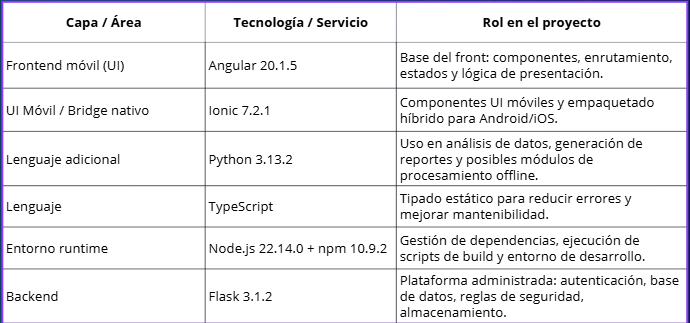 Capa / Área Tecnología / Servicio Rol en el proyecto
Frontend móvil (UI) Angular 20.1.5 Base del front: componentes, enrutamiento,
estados y lógica de presentación.
UI Móvil / Bridge nativo Ionic 7.2.1 Componentes UI móviles y empaquetado
híbrido para Android/iOS.
Lenguaje adicional Python 3.13.2 Uso en análisis de datos, generación de
reportes y posibles módulos de
procesamiento offline.
Lenguaje TypeScript Tipado estático para reducir errores y
mejorar mantenibilidad.
Entorno runtime Node.js 22.14.0 + npm 10.9.2 Gestión de dependencias, ejecución de
scripts de build y entorno de desarrollo.
Backend Flask 3.1.2 Plataforma administrada: autenticación, base
de datos, reglas de seguridad,
almacenamiento.